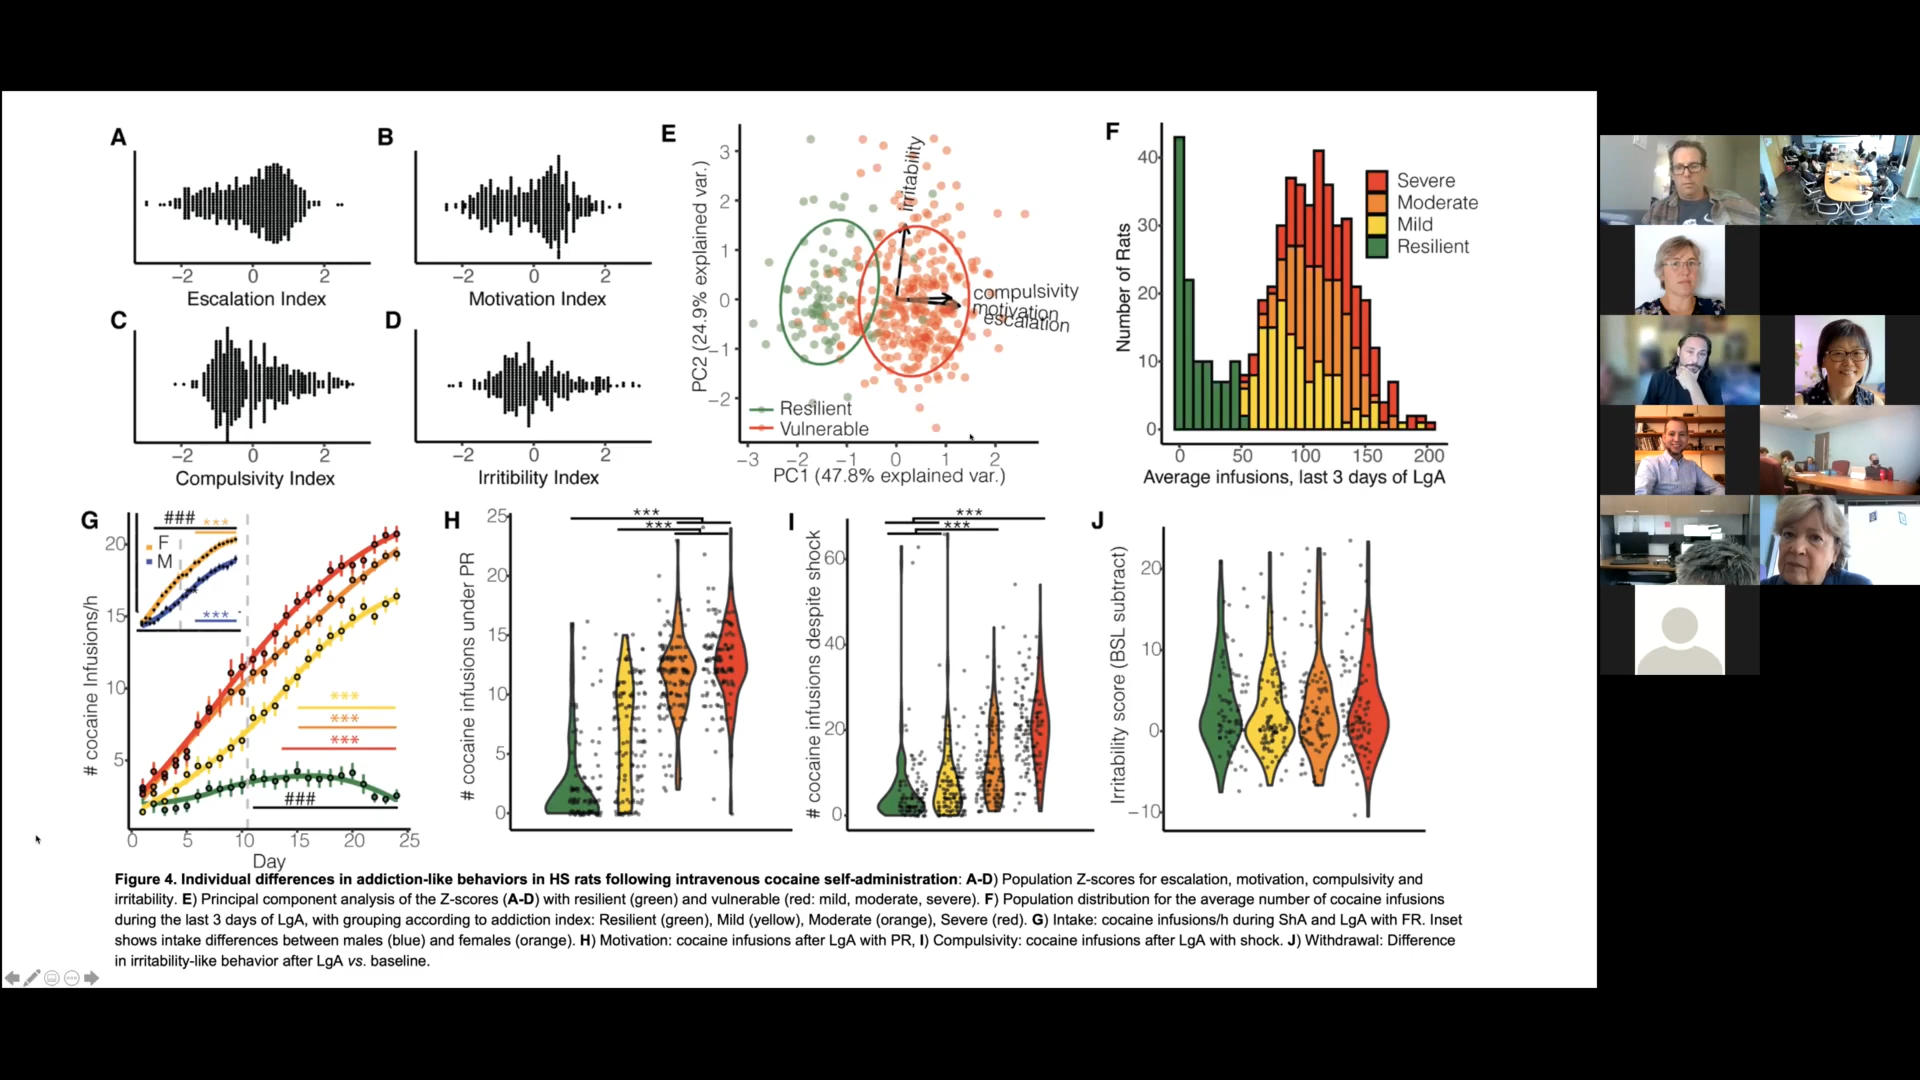 A
−2 0 2
Escalation Index
B
−2 0 2
Motivation Index
C
−2 0 2
Compulsivity Index
D
−2 0 2
Irritibility Index
E
PC2 (24.9% explained var.)
3
2
1
0
−1
−2
irritability
compulsivity
motivation
escalation
Resilient
Vulnerable
−3 −2 −1 0 1 2
PC1 (47.8% explained var.)
F
Number of Rats
40
30
20
10
0
Severe
Moderate
Mild
Resilient
0 50 100 150 200
Average infusions, last 3 days of LgA
G
# cocaine Infusions/h
20
15
10
5
### ***
F
M
***
***
***
***
###
0 5 10 15 20 25
Day
H
# cocaine infusions under PR
25
20
15
10
5
0
***
***
I
# cocaine infusions despite shock
60
40
20
0
***
***
J
Irritability score (BSL subtract)
20
10
0
−10
Figure 4. Individual differences in addiction-like behaviors in HS rats following intravenous cocaine self-administration: A-D) Population Z-scores for escalation, motivation, compulsivity and
irritability. E) Principal component analysis of the Z-scores (A-D) with resilient (green) and vulnerable (red: mild, moderate, severe). F) Population distribution for the average number of cocaine infusions
during the last 3 days of LgA, with grouping according to addiction index: Resilient (green), Mild (yellow), Moderate (orange), Severe (red). G) Intake: cocaine infusions/h during ShA and LgA with FR. Inset
shows intake differences between males (blue) and females (orange). H) Motivation: cocaine infusions after LgA with PR, I) Compulsivity: cocaine infusions after LgA with shock. J) Withdrawal: Difference
in irritability-like behavior after LgA vs. baseline.